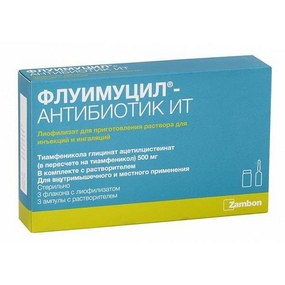 ФЛУИМУЦИЛ®-
АНТИБИОТИК ИТ
Лиофилизат для приготовления раствора для
инъекций и ингаляций
Тиамфеникола глицинат ацетилцистеинат
(в пересчете на тиамфеникол) 500 мг
В комплекте с растворителем
Для внутримышечного и местного применения
Стерильно
3 флакона с лиофилизатом
3 ампулы с растворителем
Zambon